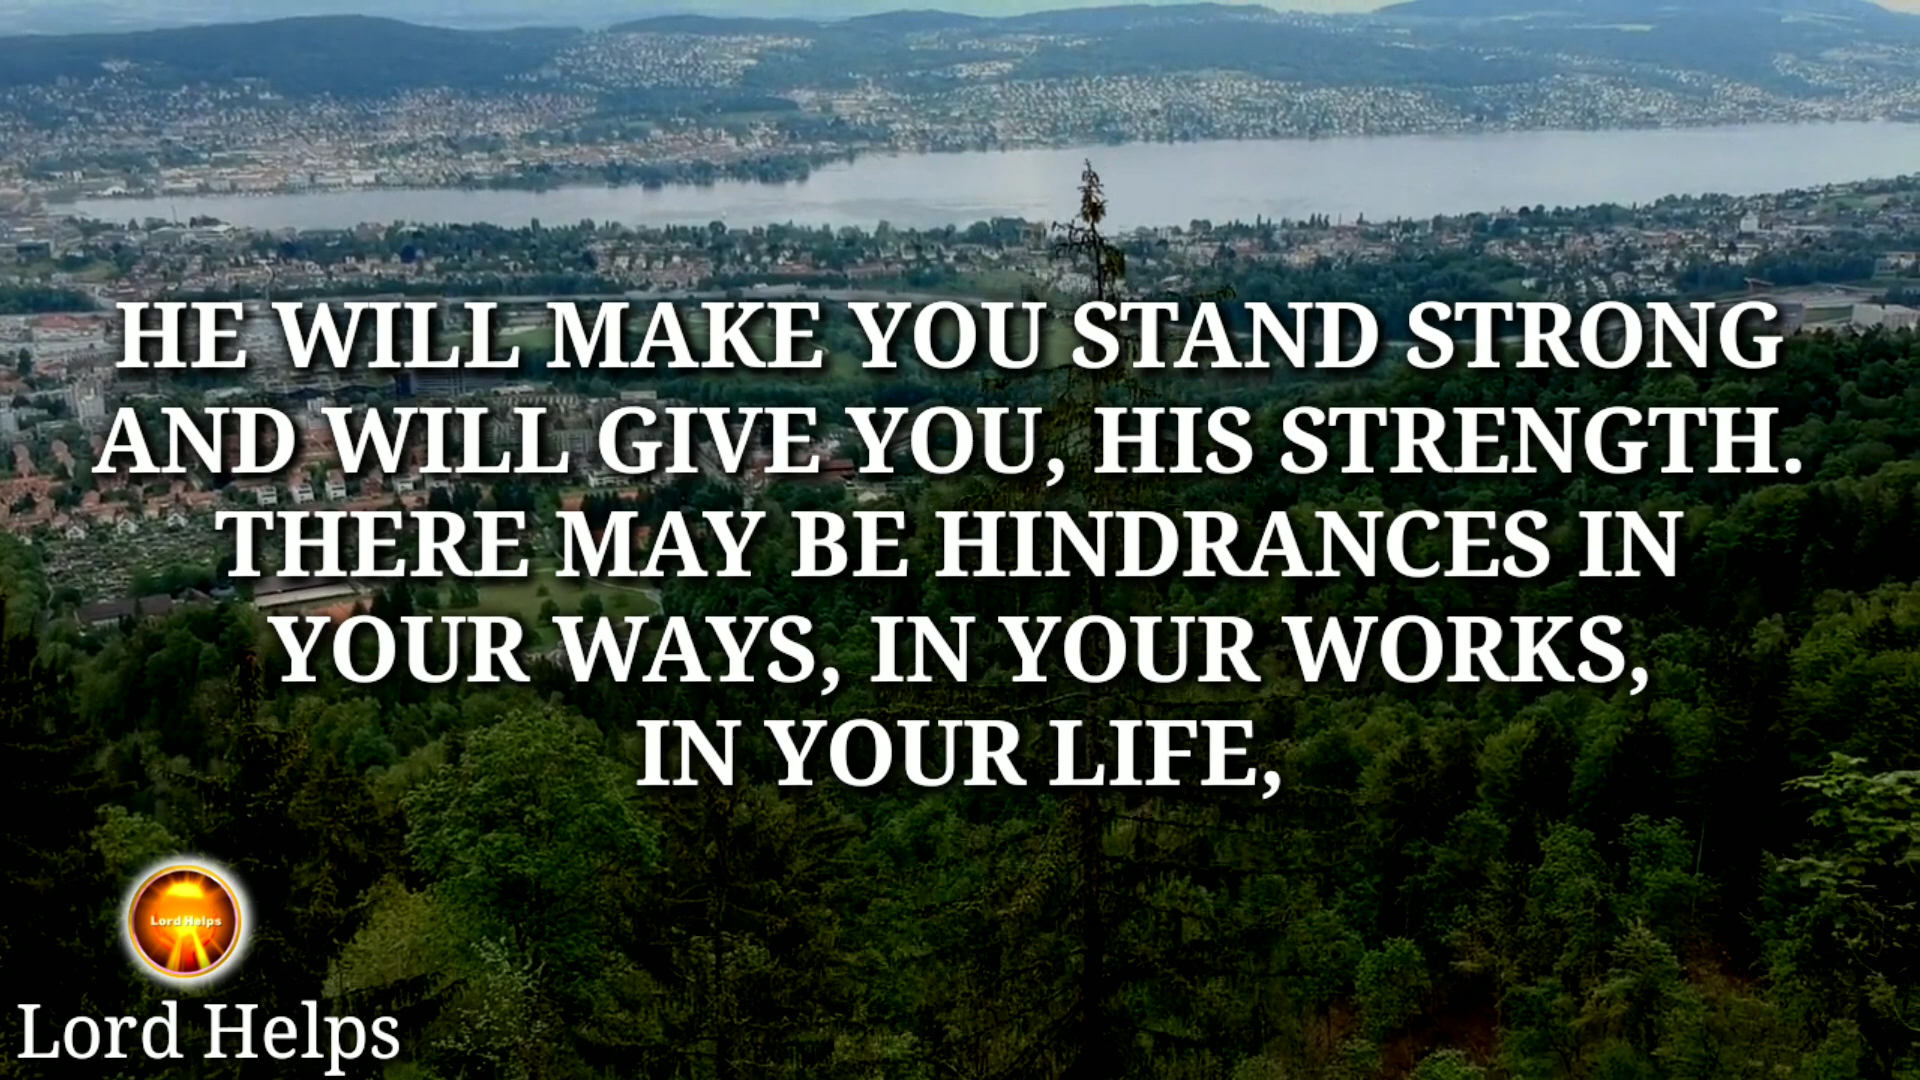 HE WILL MAKE YOU STAND STRONG
AND WILL GIVE YOU, HIS STRENGTH.
THERE MAY BE HINDRANCES IN
YOUR WAYS, IN YOUR WORKS,
IN YOUR LIFE,
Lord Helps
Lord Helps